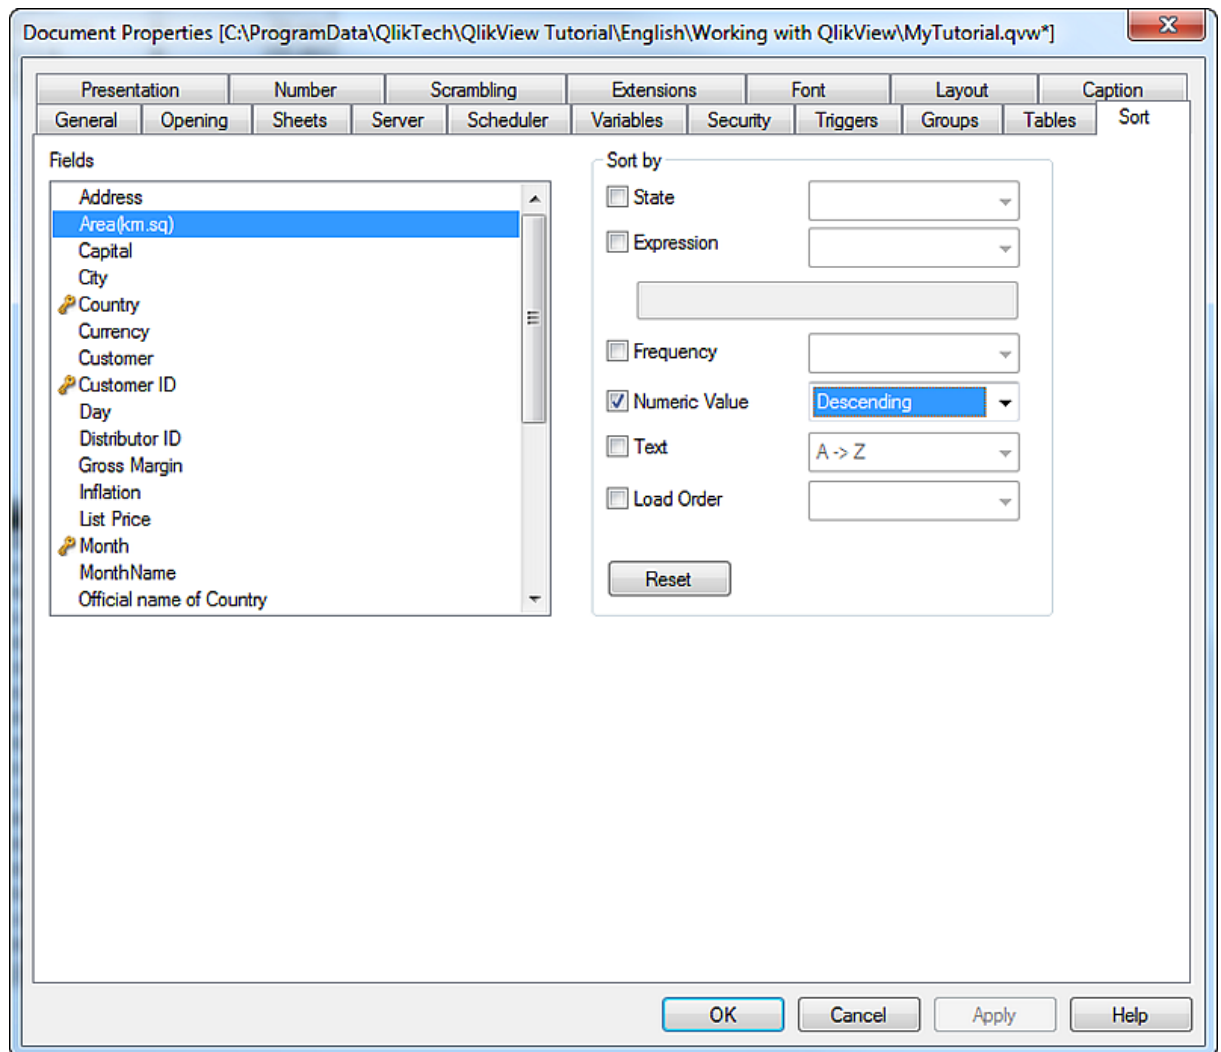 Document Properties [C:\ProgramData\QlikTech\QlikView Tutorial\English\Working with QlikView\MyTutorial.qvw*]
Presentation Number Scrambling Extensions Font Layout Caption
General Opening Sheets Server Scheduler Variables Security Triggers Groups Tables Sort
Fields
Address
Area(km.sq)
Capital
City
Country
Currency
Customer
Customer ID
Day
Distributor ID
Gross Margin
Inflation
List Price
Month
MonthName
Official name of Country
Sort by
State
Expression
Frequency
Numeric Value Descending
Text A -> Z
Load Order
Reset
OK Cancel Apply Help